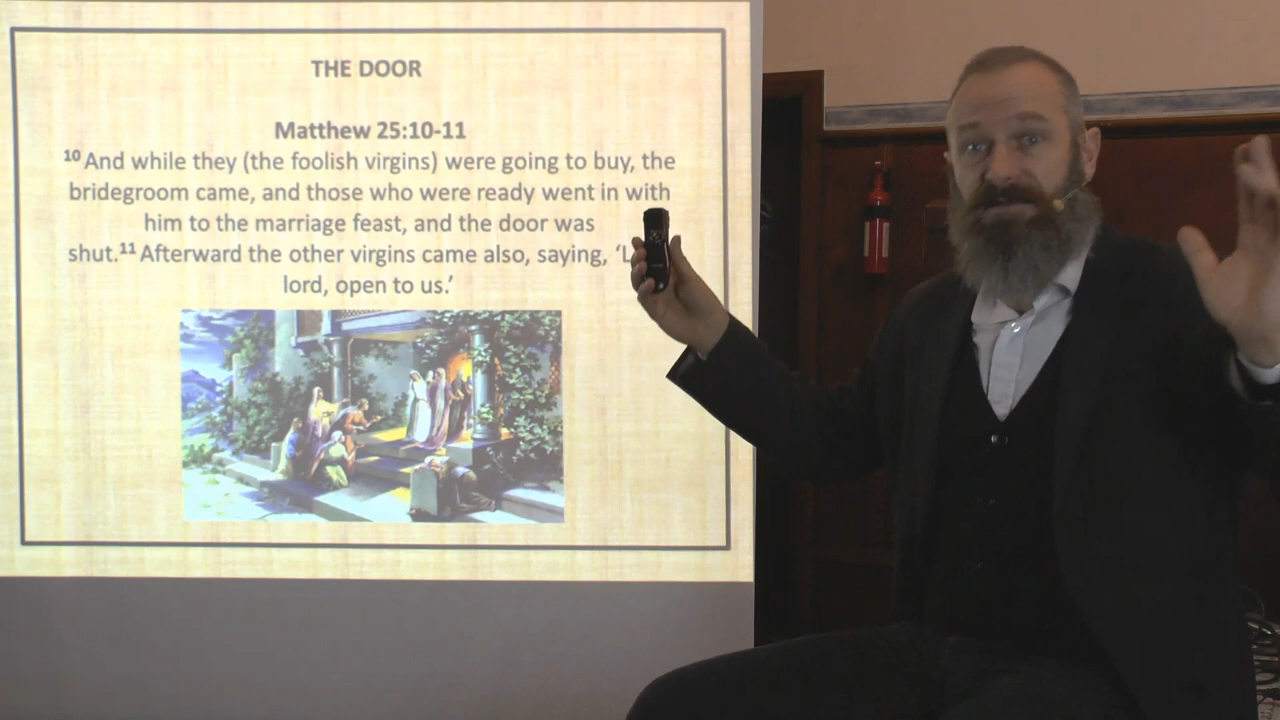 THE DOOR
Matthew 25:10-11
10 And while they (the foolish virgins) were going to buy, the
bridegroom came, and those who were ready went in with
him to the marriage feast, and the door was
shut.11 Afterward the other virgins came also, saying,
lord, open to us.’